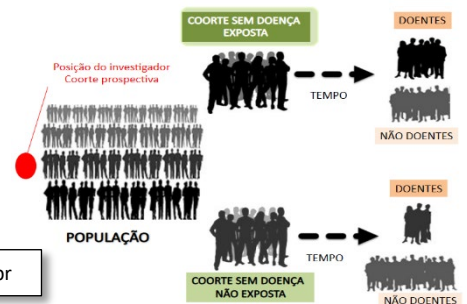 COORTE SEM DOENÇA
EXPOSTA
DOENTES
Posição do investigador
Coorte prospectiva
TEMPO
NÃO DOENTES
POPULAÇÃO
DOENTES
TEMPO
COORTE SEM DOENÇA
NÃO EXPOSTA
NÃO DOENTES
or